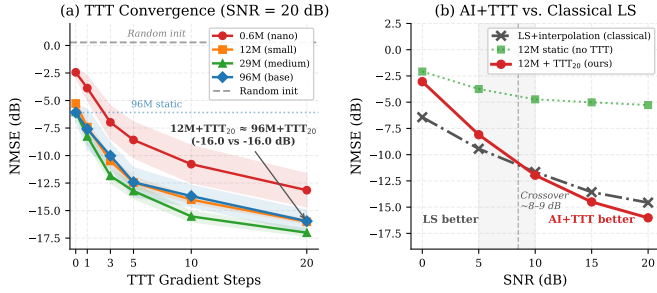 (a) TTT Convergence (SNR = 20 dB)
Random init
0.6M (nano)
12M (small)
29M (medium)
96M (base)
Random init
96M static
12M+TTT20 ≈ 96M+TTT20
(-16.0 vs -16.0 dB)
0.0
−2.5
−5.0
−7.5
−10.0
−12.5
−15.0
−17.5
NMSE (dB)
0 1 3 5 10 20
TTT Gradient Steps
(b) AI+TTT vs. Classical LS
LS+interpolation (classical)
12M static (no TTT)
12M + TTT20 (ours)
Crossover
~8–9 dB
LS better
AI+TTT better
2.5
0.0
−2.5
−5.0
−7.5
−10.0
−12.5
−15.0
−17.5
NMSE (dB)
0 5 10 15 20
SNR (dB)